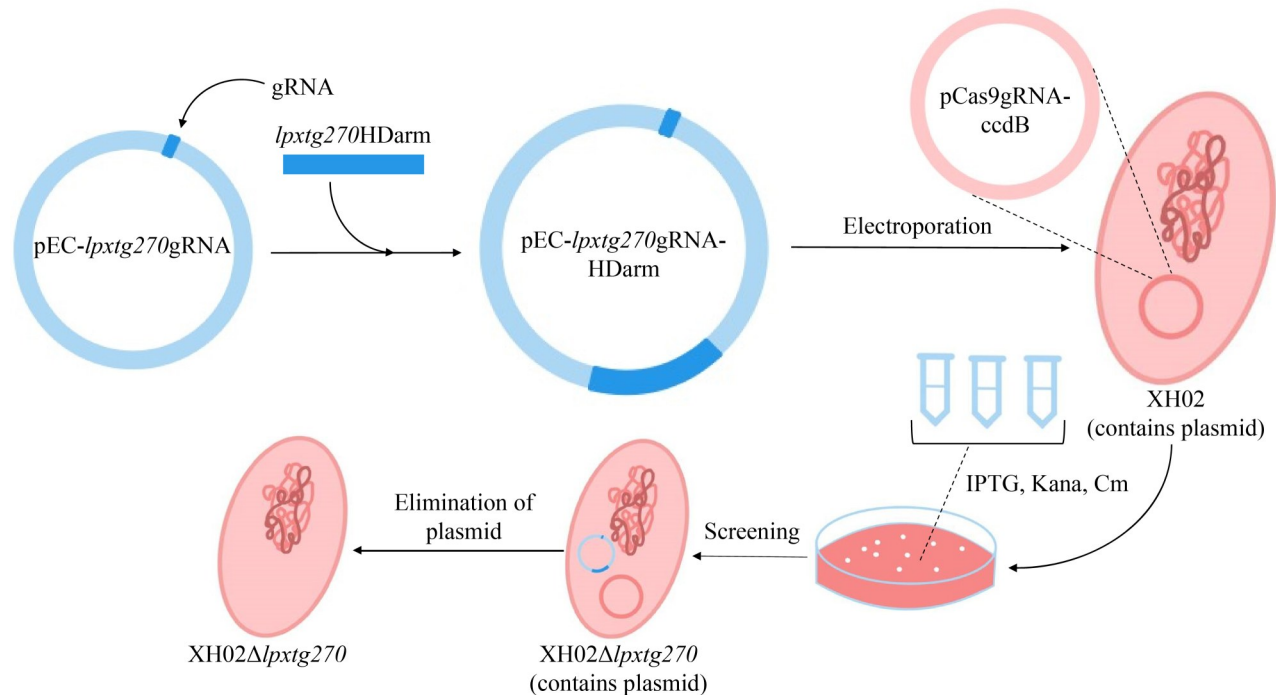 gRNA
lpxtg270HDarm
pEC-lpxtg270gRNA
pEC-lpxtg270gRNA-
HDarm
Electroporation
pCas9gRNA-
ccdB
XH02
(contains plasmid)
IPTG, Kana, Cm
Screening
XH02Δlpxtg270
(contains plasmid)
Elimination of
plasmid
XH02Δlpxtg270